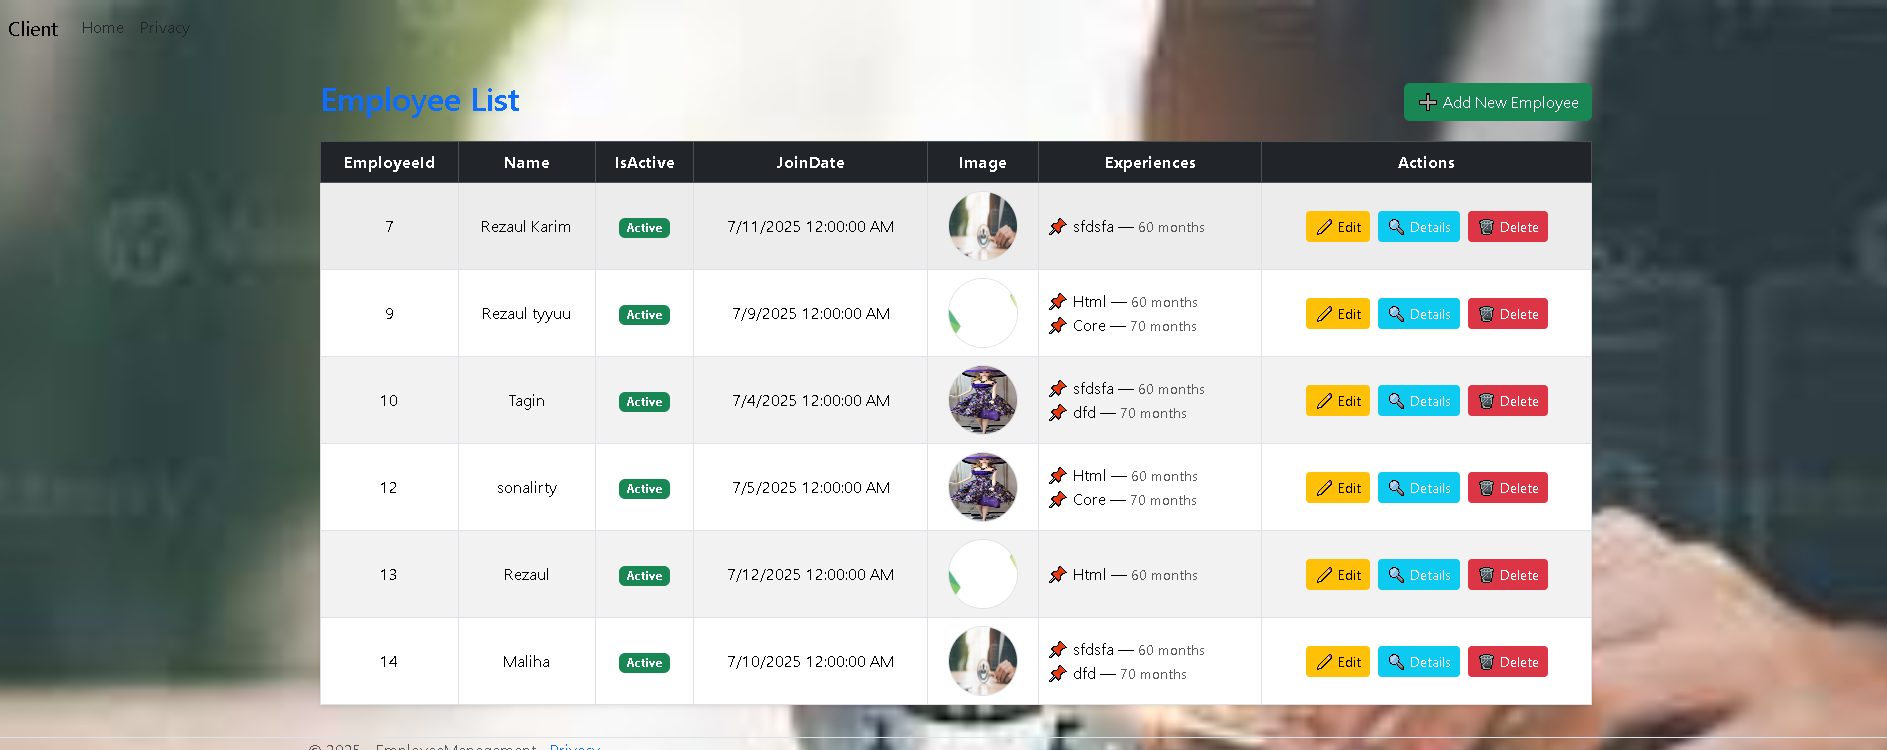 Client Home Privacy
Employee List
➕ Add New Employee
EmployeeId Name IsActive JoinDate Image Experiences Actions
7 Rezaul Karim Active 7/11/2025 12:00:00 AM 📌 sfdsfa — 60 months Edit Details Delete
9 Rezaul tyyuu Active 7/9/2025 12:00:00 AM 📌 Html — 60 months Edit Details Delete
📌 Core — 70 months
10 Tagin Active 7/4/2025 12:00:00 AM 📌 sfdsfa — 60 months Edit Details Delete
📌 dfd — 70 months
12 sonalirty Active 7/5/2025 12:00:00 AM 📌 Html — 60 months Edit Details Delete
📌 Core — 70 months
13 Rezaul Active 7/12/2025 12:00:00 AM 📌 Html — 60 months Edit Details Delete
14 Maliha Active 7/10/2025 12:00:00 AM 📌 sfdsfa — 60 months Edit Details Delete
📌 dfd — 70 months
© 2025 - EmployeeManagement - Privacy